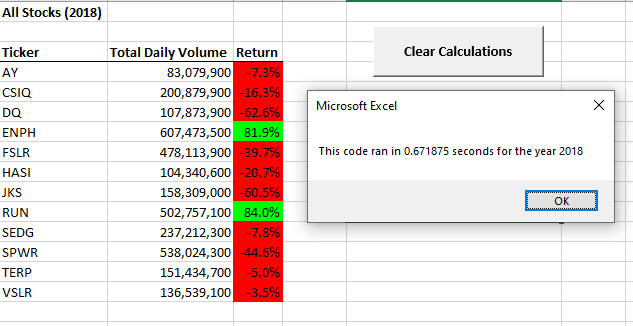 All Stocks (2018)
Ticker Total Daily Volume Return
AY 83,079,900 -7.3%
CSIQ 200,879,900 -16.3%
DQ 107,873,900 -62.6%
ENPH 607,473,500 81.9%
FSLR 478,113,900 -39.7%
HASI 104,340,600 -20.7%
JKS 158,309,000 -60.5%
RUN 502,757,100 84.0%
SEDG 237,212,300 -7.8%
SPWR 538,024,300 -44.6%
TERP 151,434,700 -5.0%
VSLR 136,539,100 -3.5%
Clear Calculations
Microsoft Excel
This code ran in 0.671875 seconds for the year 2018
OK